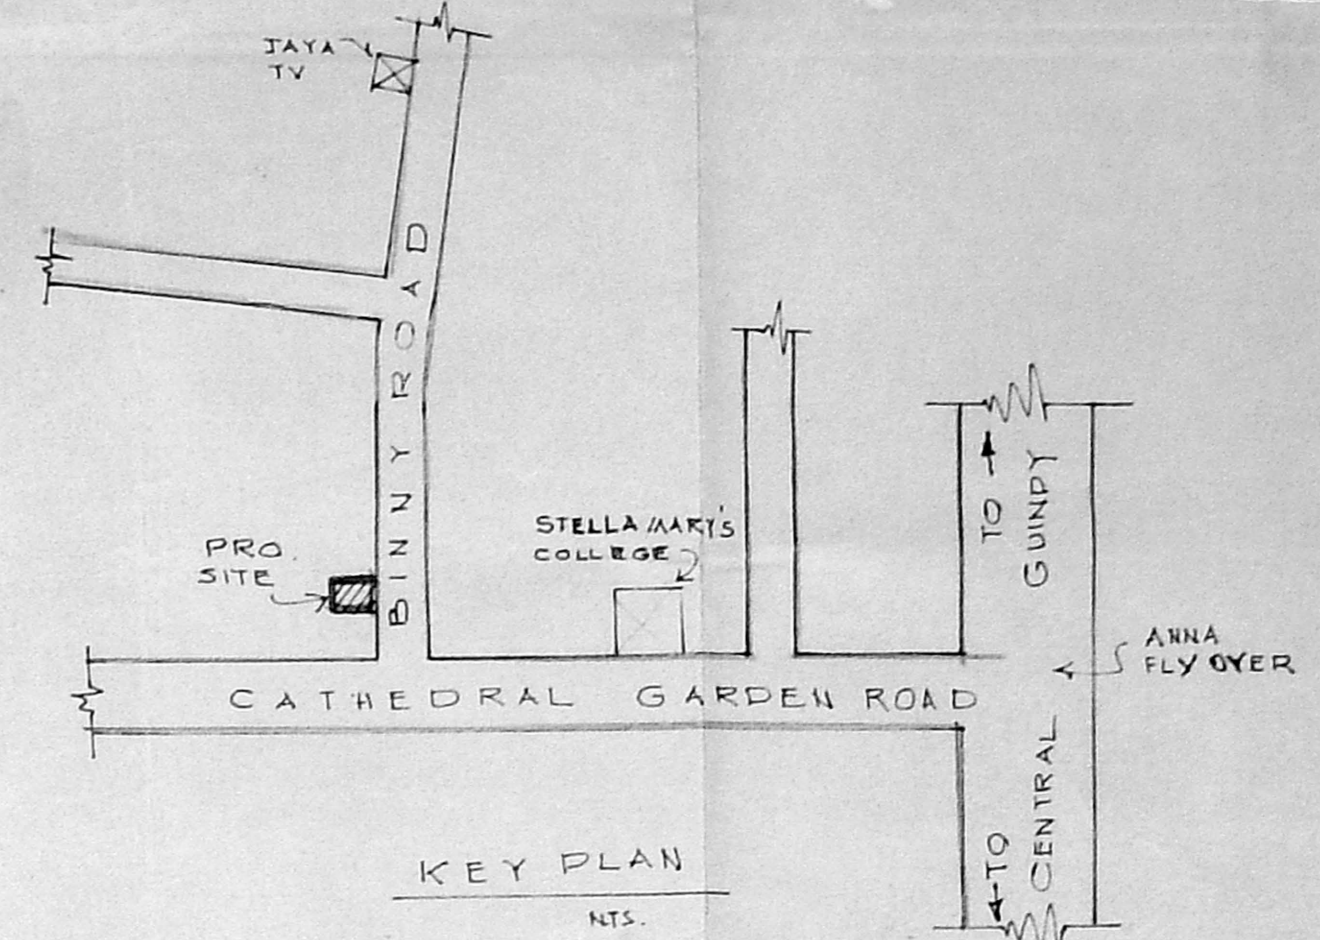 JAYA
TV
BINNY ROAD
STELLA MARY'S
COLLEGE
PRO.
SITE
TO
GUINDY
ANNA
FLY OVER
CATHEDRAL GARDEN ROAD
TO
CENTRAL
KEY PLAN
NTS.